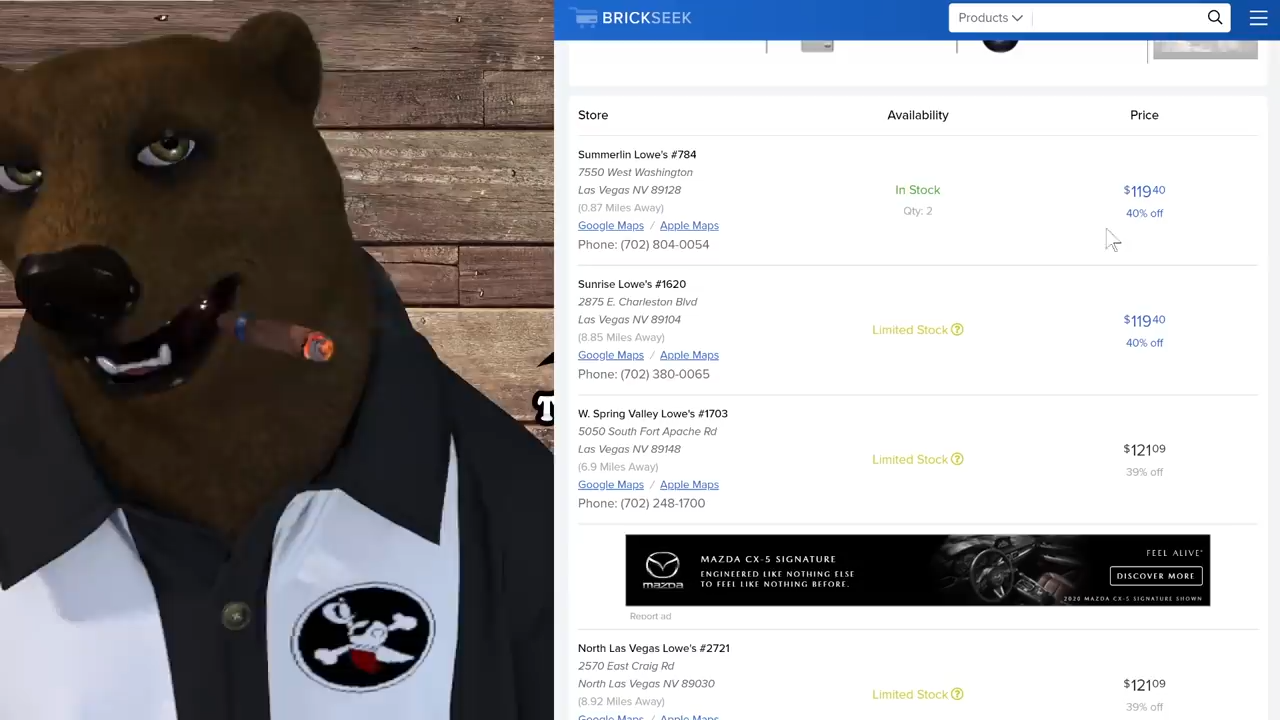 BRICKSEEK
Products
Store Availability Price
Summerlin Lowe's #784
7550 West Washington
Las Vegas NV 89128
(0.87 Miles Away)
Google Maps / Apple Maps
Phone: (702) 804-0054
In Stock
Qty: 2
$119 40
40% off
Sunrise Lowe's #1620
2875 E. Charleston Blvd
Las Vegas NV 89104
(8.85 Miles Away)
Google Maps / Apple Maps
Phone: (702) 380-0065
Limited Stock ?
$119 40
40% off
W. Spring Valley Lowe's #1703
5050 South Fort Apache Rd
Las Vegas NV 89148
(6.9 Miles Away)
Google Maps / Apple Maps
Phone: (702) 248-1700
Limited Stock ?
$121 09
39% off
mazda
MAZDA CX-5 SIGNATURE
ENGINEERED LIKE NOTHING ELSE
TO FEEL LIKE NOTHING BEFORE.
FEEL ALIVE
DISCOVER MORE
2020 MAZDA CX-5 SIGNATURE SHOWN
Report ad
North Las Vegas Lowe's #2721
2570 East Craig Rd
North Las Vegas NV 89030
(8.92 Miles Away)
Google Maps / Apple Maps
Limited Stock ?
$121 09
39% off